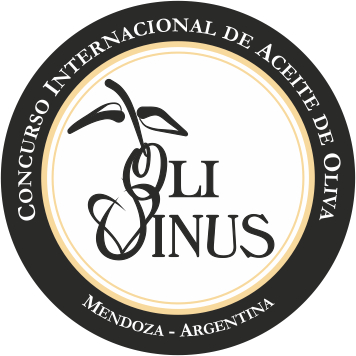 CONCURSO INTERNACIONAL DE ACEITE DE OLIVA
OLI
VINUS
MENDOZA - ARGENTINA